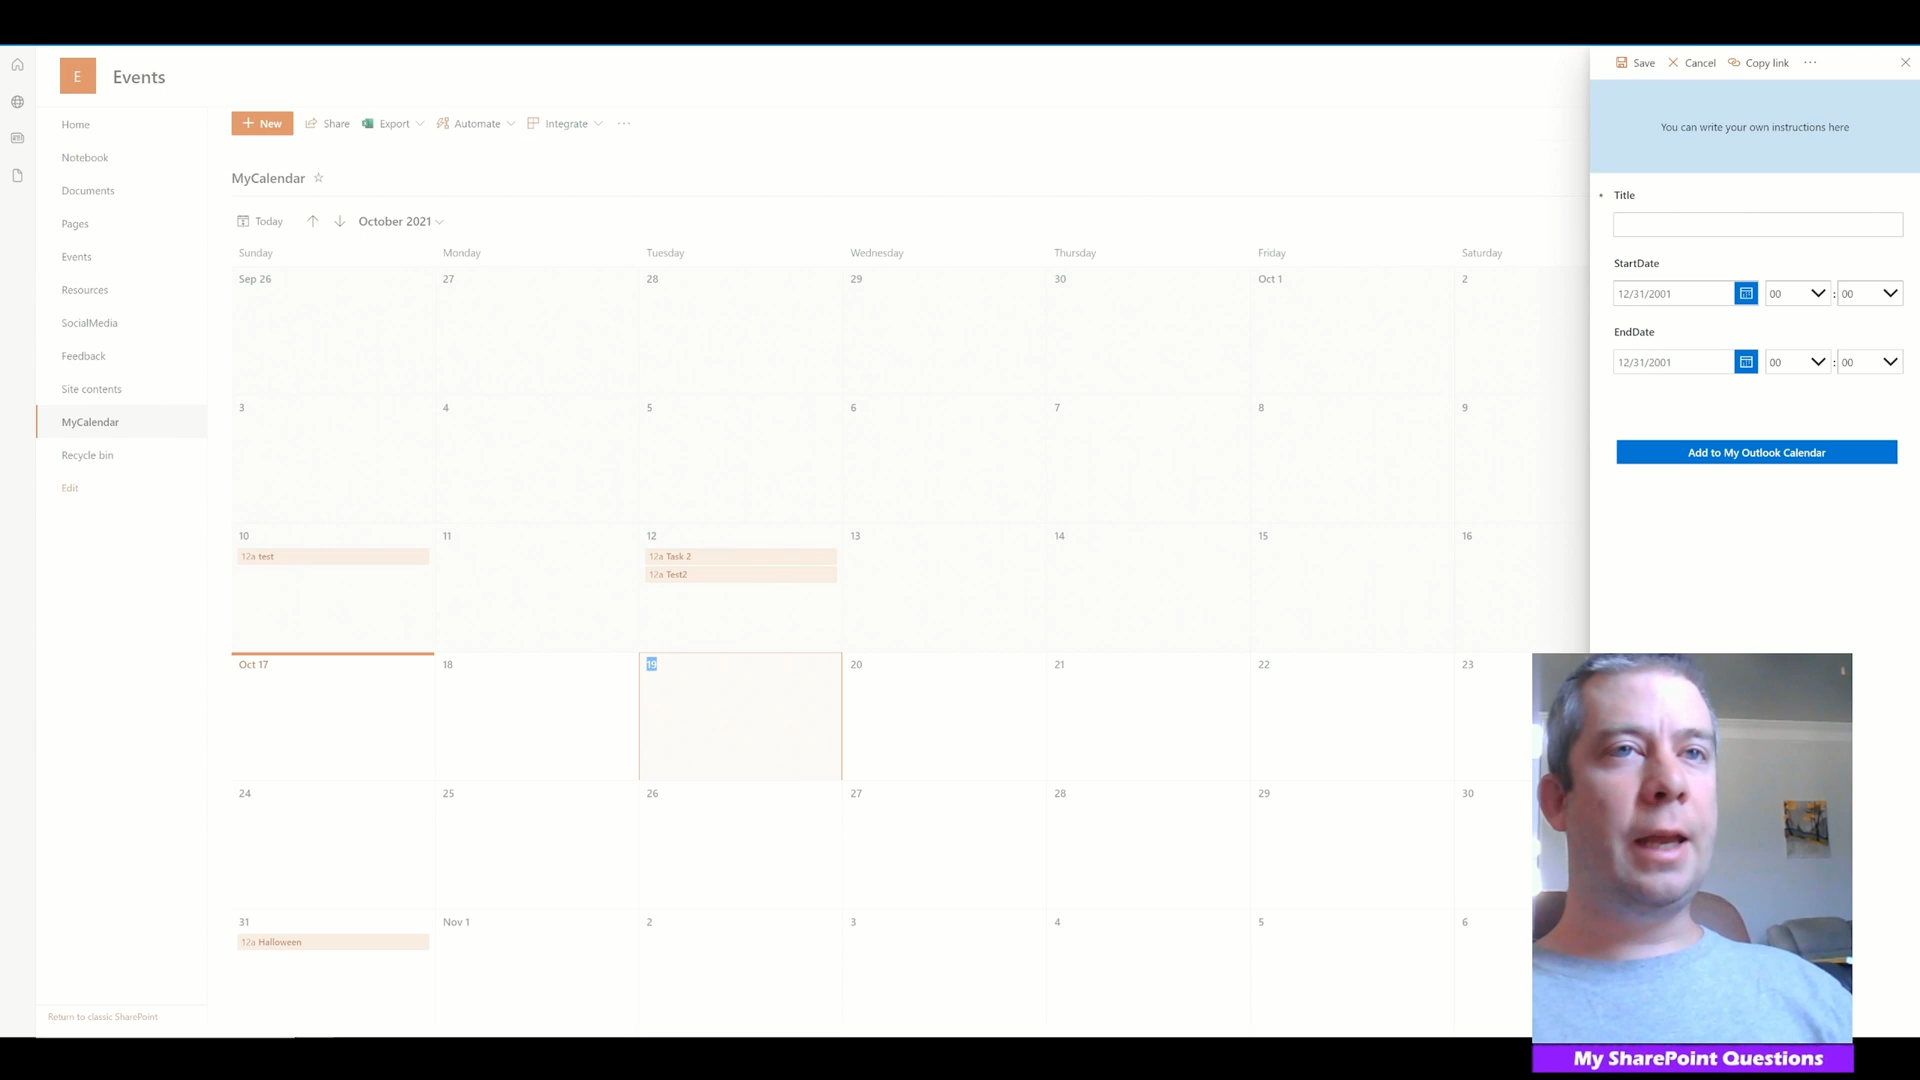 E
Events
Home
Notebook
Documents
Pages
Events
Resources
SocialMedia
Feedback
Site contents
MyCalendar
Recycle bin
Edit
Return to classic SharePoint
+ New Share Export Automate Integrate ...
MyCalendar
Today October 2021
Sunday Monday Tuesday Wednesday Thursday Friday Saturday
Sep 26 27 28 29 30 Oct 1 2
3 4 5 6 7 8 9
10 11 12 13 14 15 16
12a test 12a Task 2
12a Test2
Oct 17 18 19 20 21 22 23
24 25 26 27 28 29 30
31 Nov 1 2 3 4 5 6
12a Halloween
Save Cancel Copy link ...
You can write your own instructions here
* Title
StartDate
12/31/2001 00 : 00
EndDate
12/31/2001 00 : 00
Add to My Outlook Calendar
My SharePoint Questions